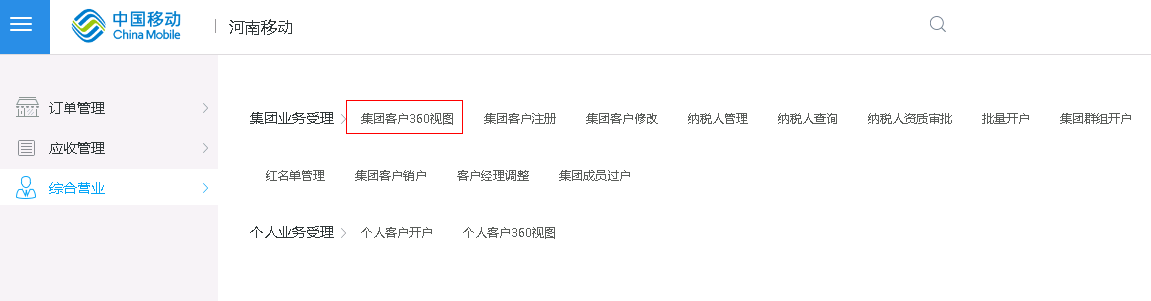 中国移动
China Mobile
河南移动
订单管理
应收管理
综合营业
集团业务受理 集团客户360视图 集团客户注册 集团客户修改 纳税人管理 纳税人查询 纳税人资质审批 批量开户 集团群组开户
红名单管理 集团客户销户 客户经理调整 集团成员过户
个人业务受理 个人客户开户 个人客户360视图